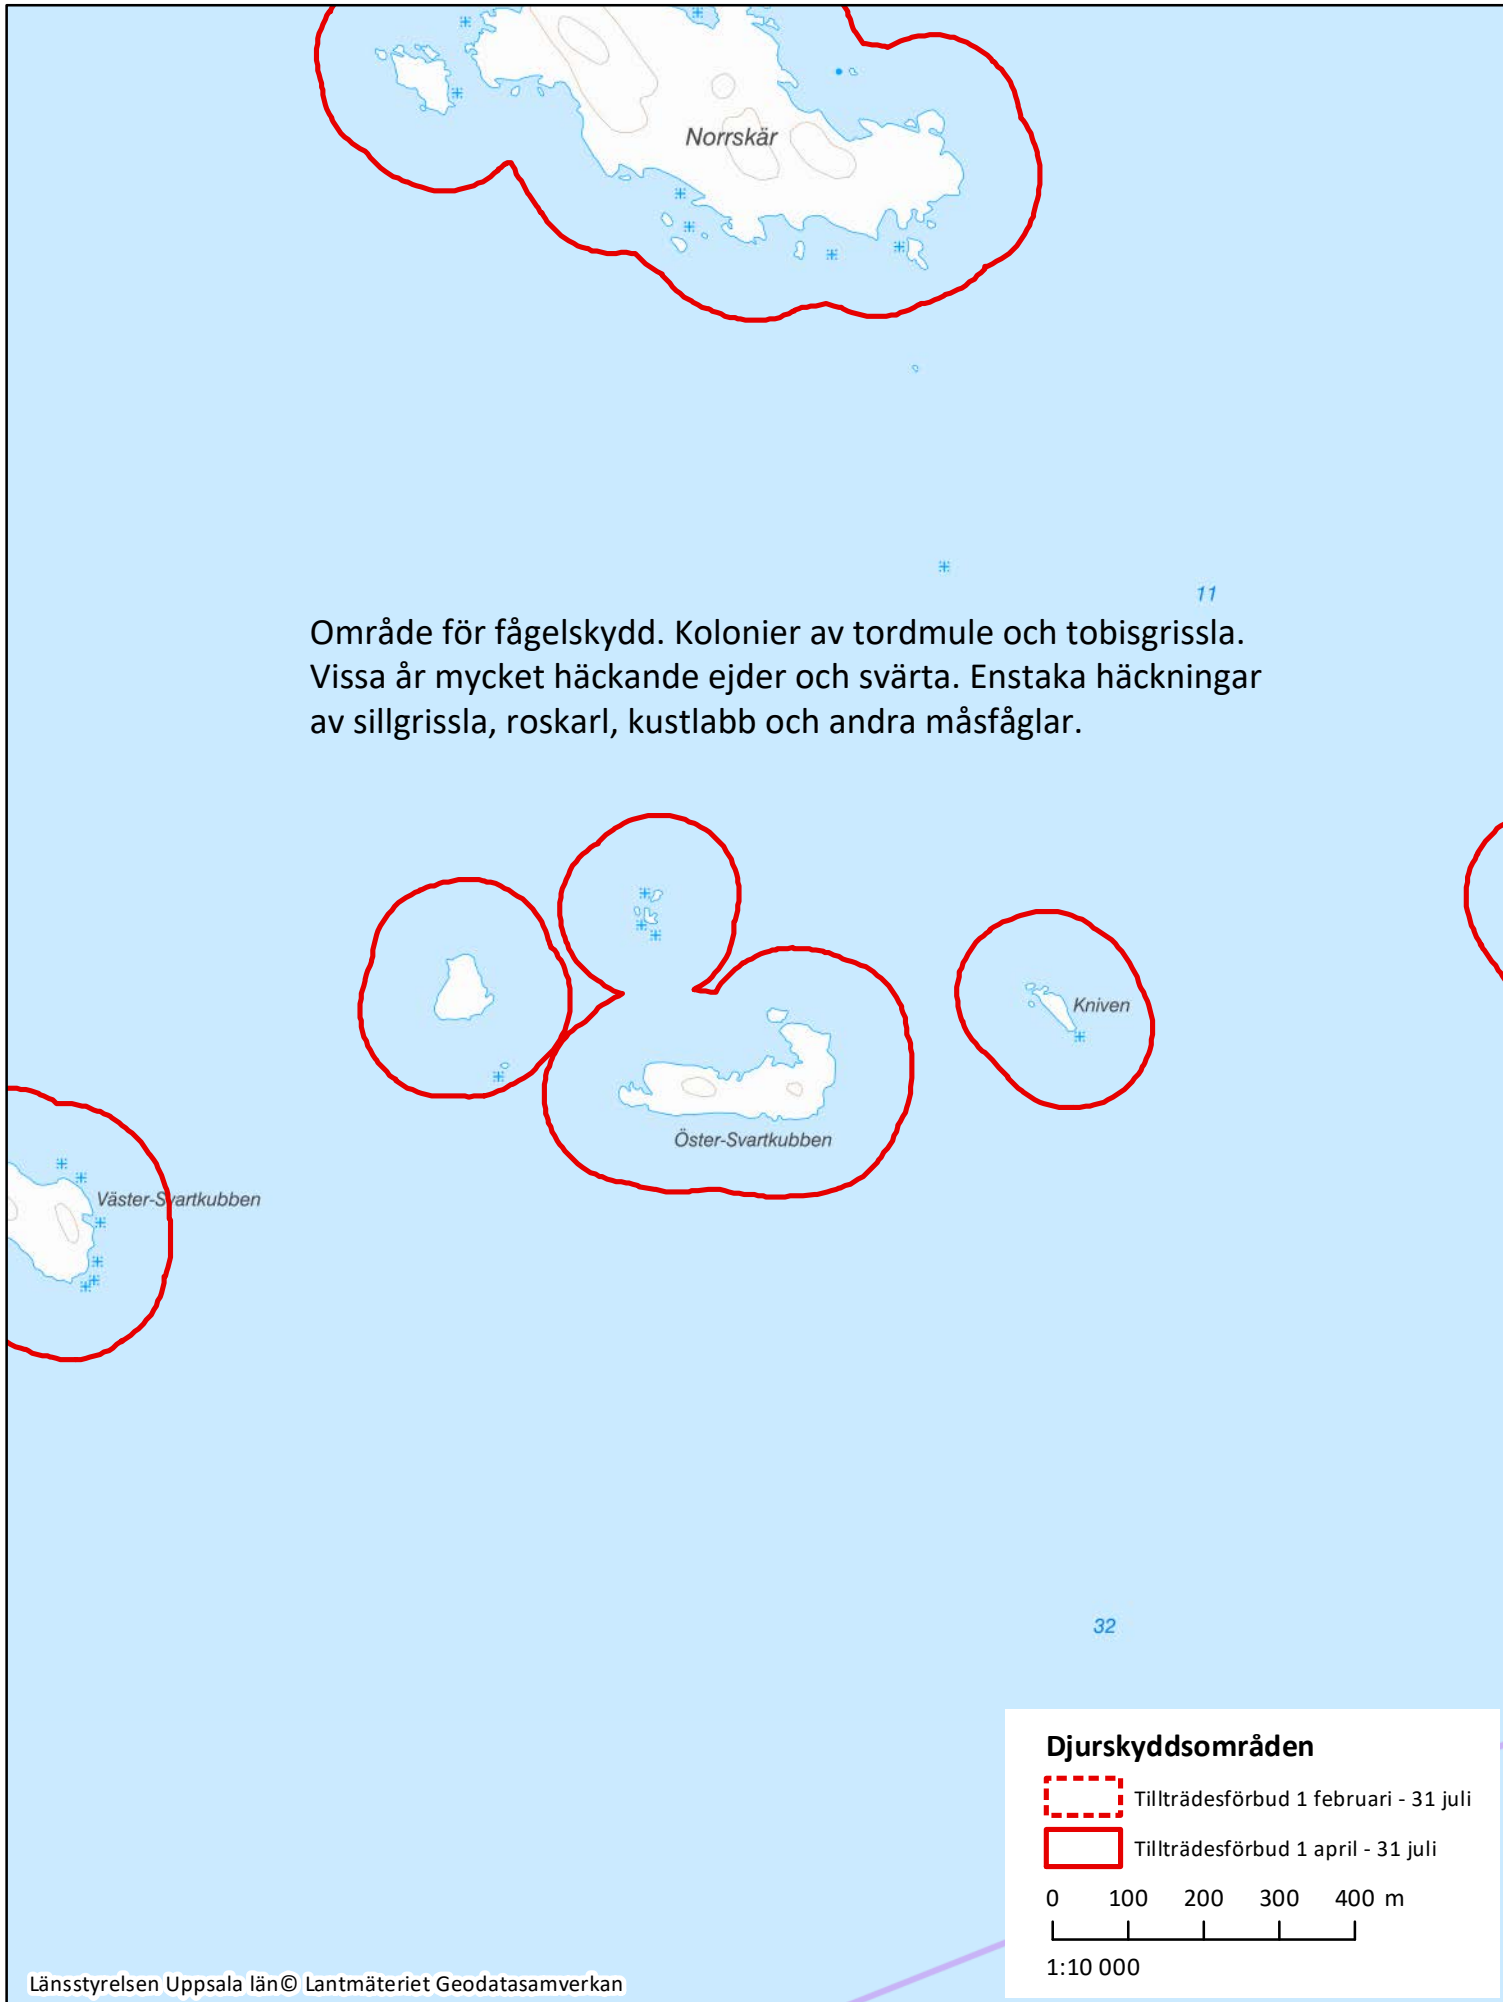 Norrskär
11
Område för fågelskydd. Kolonier av tordmule och tobisgrissla.
Vissa år mycket häckande ejder och svärta. Enstaka häckningar
av sillgrissla, roskarl, kustlabb och andra måsfåglar.
Kniven
Öster-Svartkubben
Väster-Svartkubben
32
Djurskyddsområden
Tillträdesförbud 1 februari - 31 juli
Tillträdesförbud 1 april - 31 juli
0 100 200 300 400 m
1:10 000
Länsstyrelsen Uppsala län© Lantmäteriet Geodatasamverkan